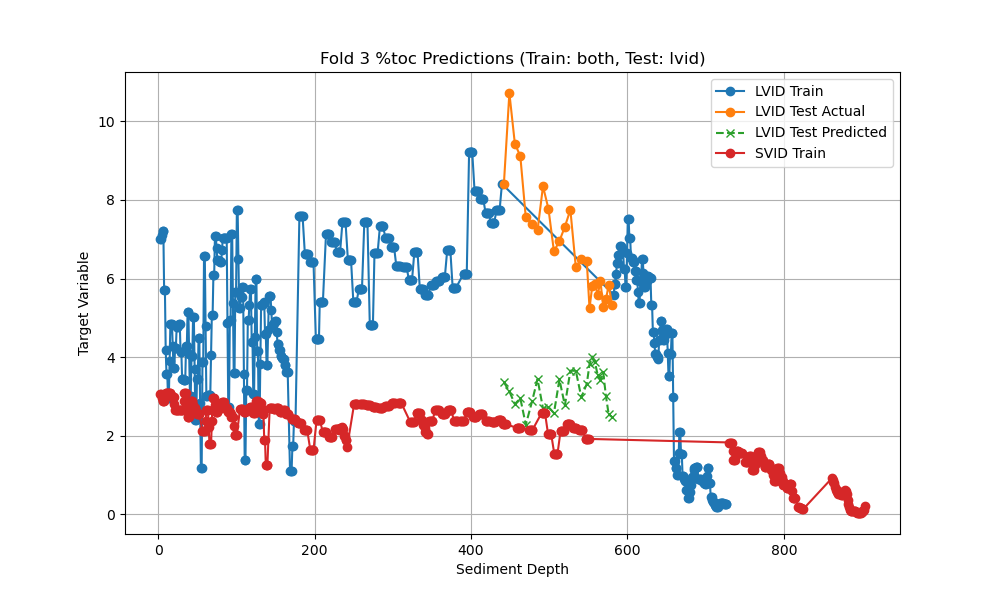 Fold 3 %toc Predictions (Train: both, Test: lvid)
LVID Train
LVID Test Actual
LVID Test Predicted
SVID Train
Target Variable
10
8
6
4
2
0
0 200 400 600 800
Sediment Depth